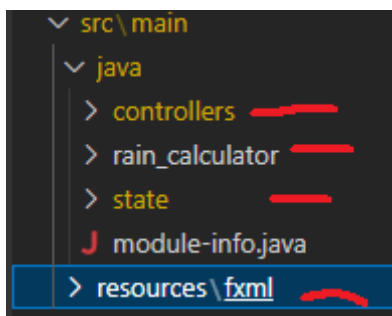 src\main
java
controllers
rain_calculator
state
J module-info.java
resources\fxml